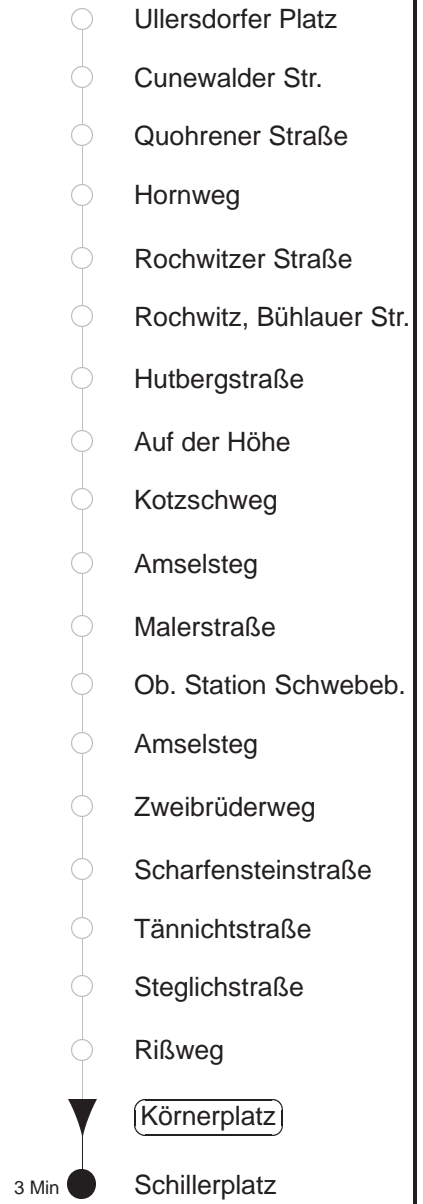 Ullersdorfer Platz
Cunewalder Str.
Quohrener Straße
Hornweg
Rochwitzer Straße
Rochwitz, Bühlauer Str.
Hutbergstraße
Auf der Höhe
Kotzschweg
Amselsteg
Malerstraße
Ob. Station Schwebeb.
Amselsteg
Zweibrüderweg
Scharfensteinstraße
Tännichtstraße
Steglichstraße
Rißweg
Körnerplatz
3 Min Schillerplatz